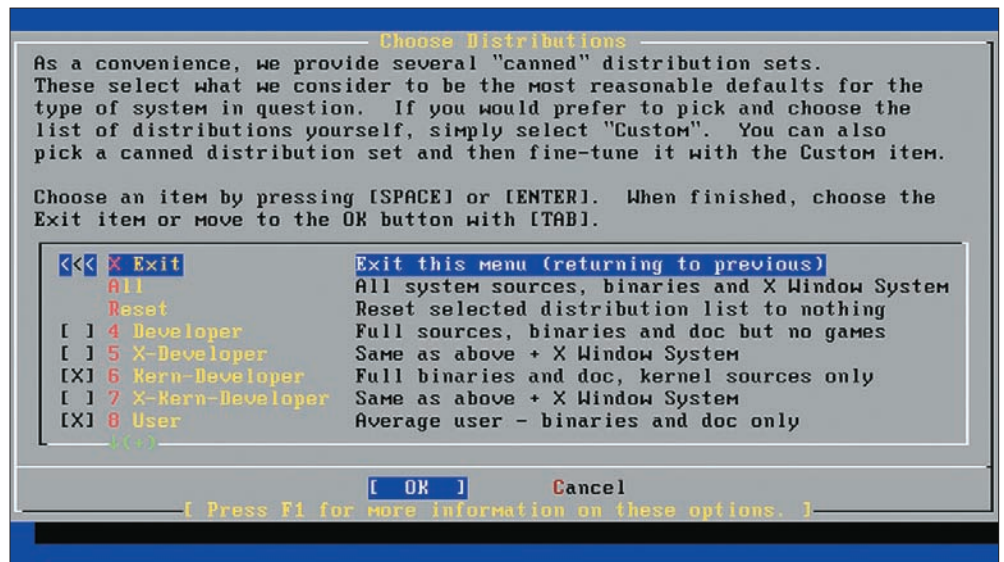 Choose Distributions
As a convenience, we provide several "canned" distribution sets.
These select what we consider to be the most reasonable defaults for the
type of system in question.  If you would prefer to pick and choose the
list of distributions yourself, simply select "Custom".  You can also
pick a canned distribution set and then fine-tune it with the Custom item.
Choose an item by pressing [SPACE] or [ENTER].  When finished, choose the
Exit item or move to the OK button with [TAB].
<<< X Exit Exit this menu (returning to previous)
All All system sources, binaries and X Window System
Reset Reset selected distribution list to nothing
[ ] 4 Developer Full sources, binaries and doc but no games
[ ] 5 X-Developer Same as above + X Window System
[X] 6 Kern-Developer Full binaries and doc, kernel sources only
[ ] 7 X-Kern-Developer Same as above + X Window System
[X] 8 User Average user - binaries and doc only
↓(+)
[ OK ] Cancel
[ Press F1 for more information on these options. ]